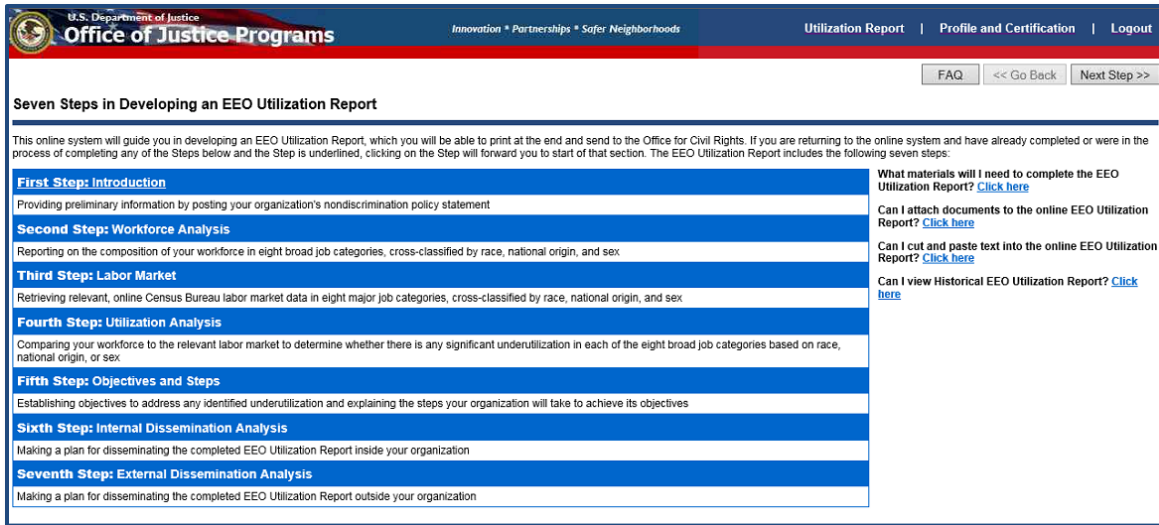 U.S. Department of Justice
Office of Justice Programs
Innovation * Partnerships * Safer Neighborhoods
Utilization Report | Profile and Certification | Logout
FAQ << Go Back Next Step >>
Seven Steps in Developing an EEO Utilization Report
This online system will guide you in developing an EEO Utilization Report, which you will be able to print at the end and send to the Office for Civil Rights. If you are returning to the online system and have already completed or were in the
process of completing any of the Steps below and the Step is underlined, clicking on the Step will forward you to start of that section. The EEO Utilization Report includes the following seven steps:
First Step: Introduction
Providing preliminary information by posting your organization's nondiscrimination policy statement
Second Step: Workforce Analysis
Reporting on the composition of your workforce in eight broad job categories, cross-classified by race, national origin, and sex
Third Step: Labor Market
Retrieving relevant, online Census Bureau labor market data in eight major job categories, cross-classified by race, national origin, and sex
Fourth Step: Utilization Analysis
Comparing your workforce to the relevant labor market to determine whether there is any significant underutilization in each of the eight broad job categories based on race,
national origin, or sex
Fifth Step: Objectives and Steps
Establishing objectives to address any identified underutilization and explaining the steps your organization will take to achieve its objectives
Sixth Step: Internal Dissemination Analysis
Making a plan for disseminating the completed EEO Utilization Report inside your organization
Seventh Step: External Dissemination Analysis
Making a plan for disseminating the completed EEO Utilization Report outside your organization
What materials will I need to complete the EEO
Utilization Report? Click here
Can I attach documents to the online EEO Utilization
Report? Click here
Can I cut and paste text into the online EEO Utilization
Report? Click here
Can I view Historical EEO Utilization Report? Click
here